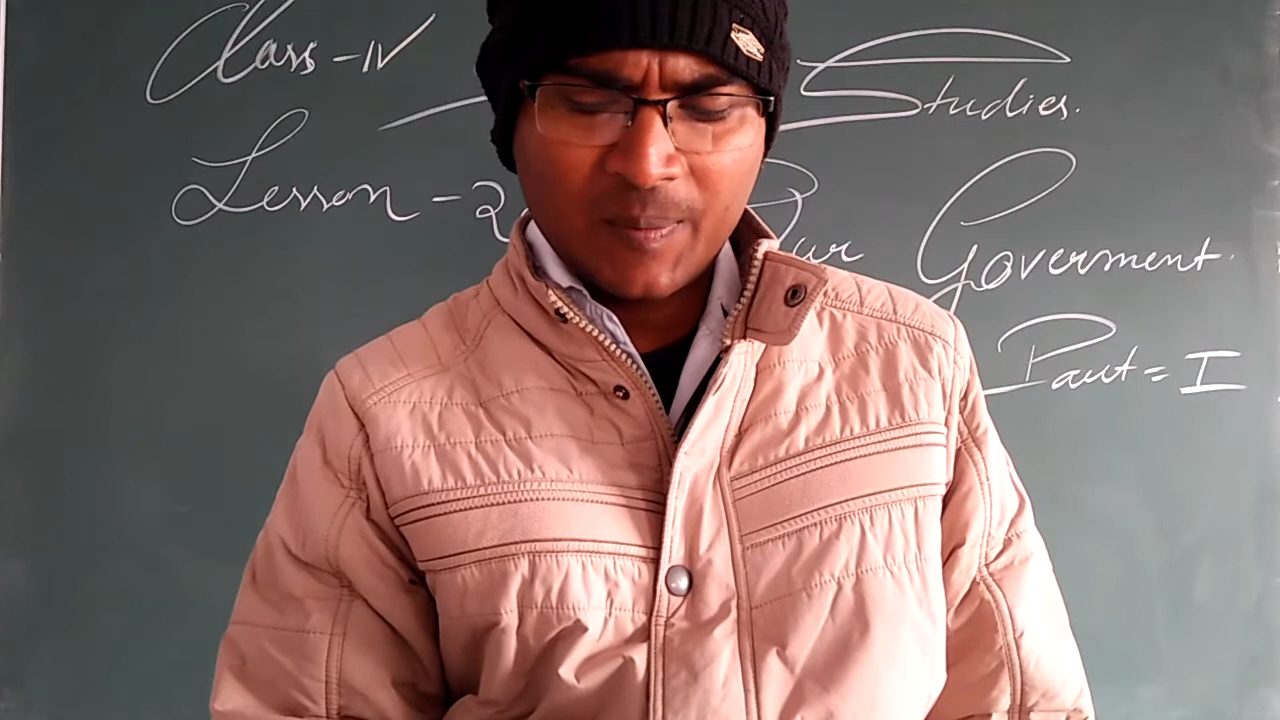 Class - IV Studies.
Lesson - 2 Our Goverment.
Part = I